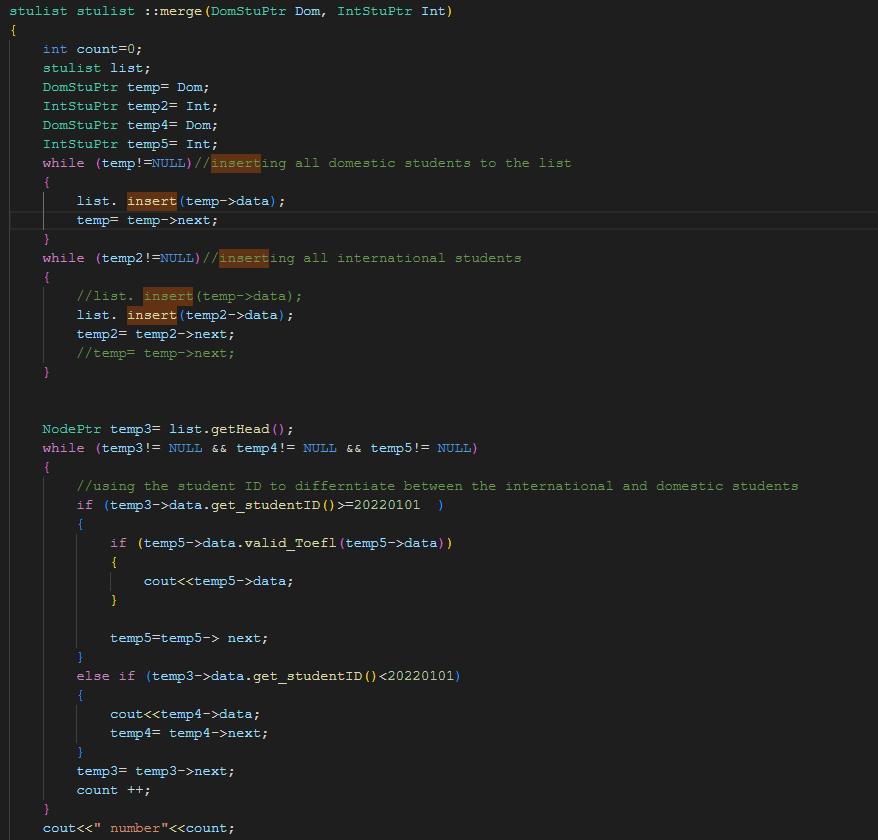 stulist stulist ::merge(DomStuPtr Dom, IntStuPtr Int)
{
    int count=0;
    stulist list;
    DomStuPtr temp= Dom;
    IntStuPtr temp2= Int;
    DomStuPtr temp4= Dom;
    IntStuPtr temp5= Int;
    while (temp!=NULL)//inserting all domestic students to the list
    {
        list. insert(temp->data);
        temp= temp->next;
    }
    while (temp2!=NULL)//inserting all international students
    {
        //list. insert(temp->data);
        list. insert(temp2->data);
        temp2= temp2->next;
        //temp= temp->next;
    }
    NodePtr temp3= list.getHead();
    while (temp3!= NULL && temp4!= NULL && temp5!= NULL)
    {
        //using the student ID to differntiate between the international and domestic students
        if (temp3->data.get_studentID()>=20220101  )
        {
            if (temp5->data.valid_Toefl(temp5->data))
            {
                cout<<temp5->data;
            }
            temp5=temp5-> next;
        }
        else if (temp3->data.get_studentID()<20220101)
        {
            cout<<temp4->data;
            temp4= temp4->next;
        }
        temp3= temp3->next;
        count ++;
    }
    cout<<" number"<<count;